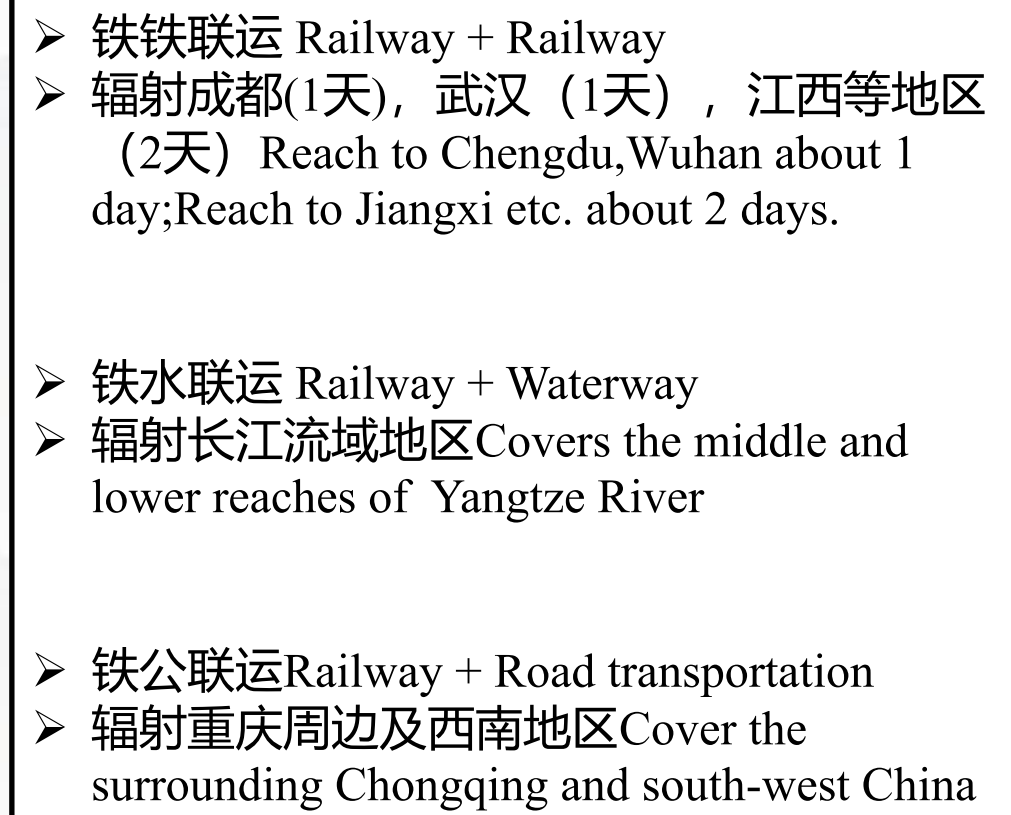 ➢ 铁铁联运 Railway + Railway
➢ 辐射成都(1天)，武汉（1天），江西等地区
（2天）Reach to Chengdu,Wuhan about 1
day;Reach to Jiangxi etc. about 2 days.
➢ 铁水联运 Railway + Waterway
➢ 辐射长江流域地区Covers the middle and
lower reaches of  Yangtze River
➢ 铁公联运Railway + Road transportation
➢ 辐射重庆周边及西南地区Cover the
surrounding Chongqing and south-west China